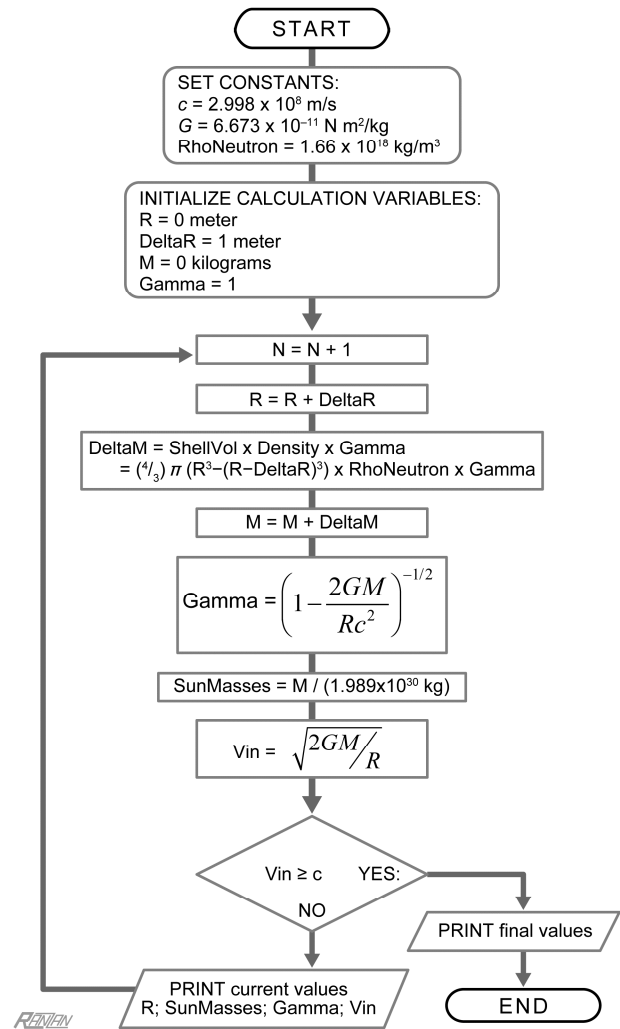 START
SET CONSTANTS:
c = 2.998 x 10⁸ m/s
G = 6.673 x 10⁻¹¹ N m²/kg
RhoNeutron = 1.66 x 10¹⁸ kg/m³
INITIALIZE CALCULATION VARIABLES:
R = 0 meter
DeltaR = 1 meter
M = 0 kilograms
Gamma = 1
N = N + 1
R = R + DeltaR
DeltaM = ShellVol x Density x Gamma
= (⁴/₃) π (R³−(R−DeltaR)³) x RhoNeutron x Gamma
M = M + DeltaM
Gamma = (1 − 2GM/Rc²)^−1/2
SunMasses = M / (1.989x10³⁰ kg)
Vin = √2GM/R
Vin ≥ c YES:
NO
PRINT final values
PRINT current values
R; SunMasses; Gamma; Vin
END
RANJAN